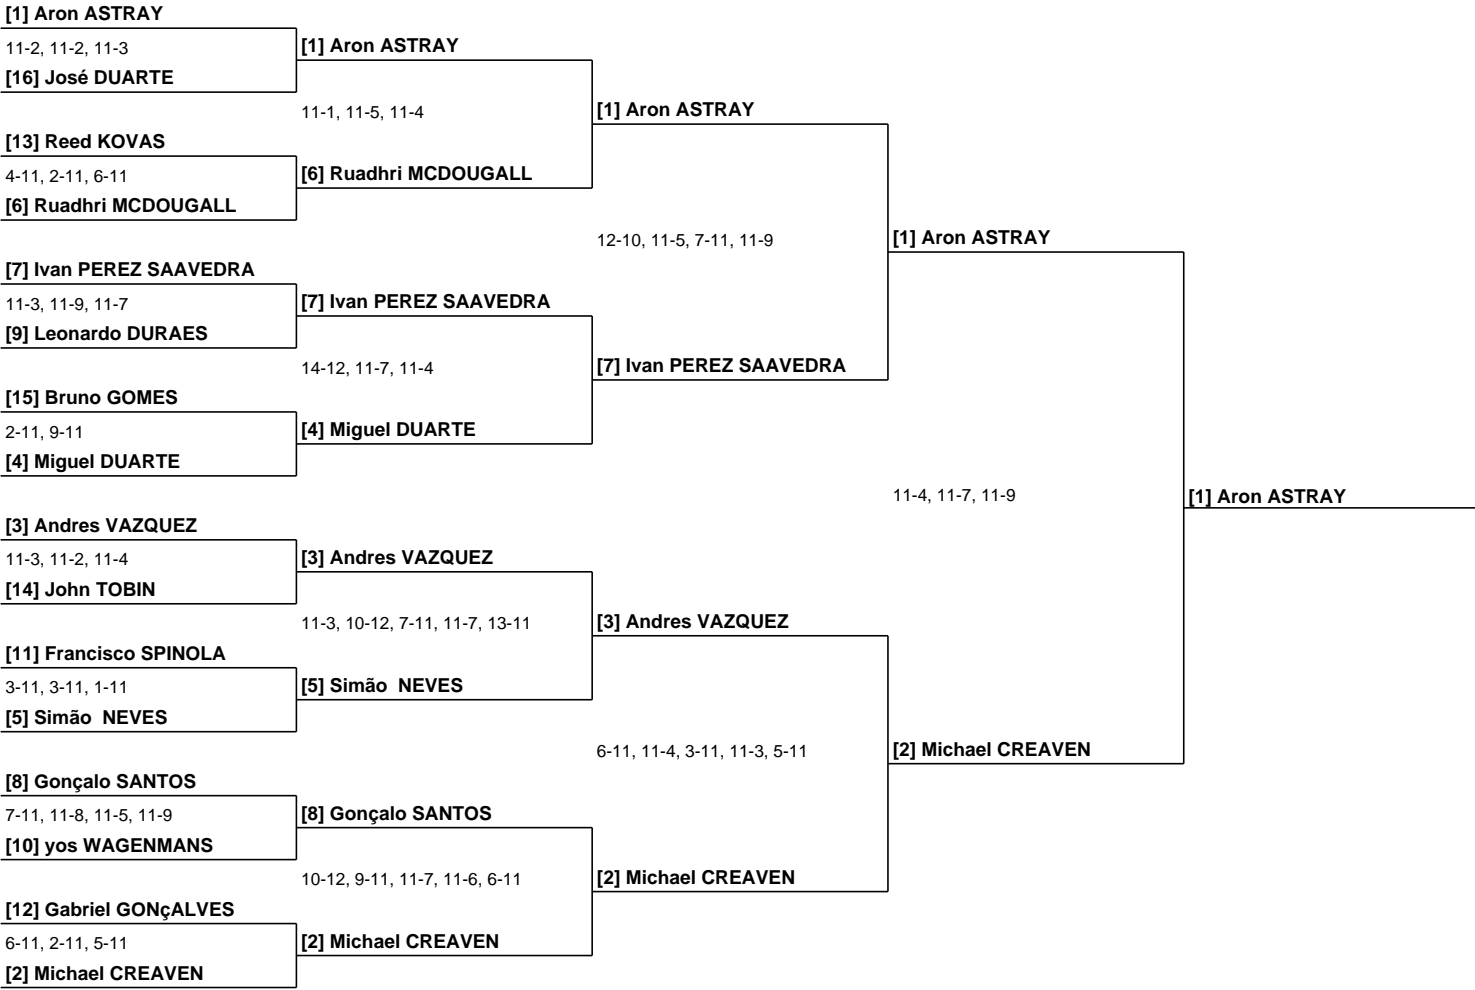 [1] Aron ASTRAY
11-2, 11-2, 11-3
[16] José DUARTE
[13] Reed KOVAS
4-11, 2-11, 6-11
[6] Ruadhri MCDOUGALL
[7] Ivan PEREZ SAAVEDRA
11-3, 11-9, 11-7
[9] Leonardo DURAES
[15] Bruno GOMES
2-11, 9-11
[4] Miguel DUARTE
[3] Andres VAZQUEZ
11-3, 11-2, 11-4
[14] John TOBIN
[11] Francisco SPINOLA
3-11, 3-11, 1-11
[5] Simão  NEVES
[8] Gonçalo SANTOS
7-11, 11-8, 11-5, 11-9
[10] yos WAGENMANS
[12] Gabriel GONçALVES
6-11, 2-11, 5-11
[2] Michael CREAVEN
[1] Aron ASTRAY
11-1, 11-5, 11-4
[6] Ruadhri MCDOUGALL
[7] Ivan PEREZ SAAVEDRA
14-12, 11-7, 11-4
[4] Miguel DUARTE
[3] Andres VAZQUEZ
11-3, 10-12, 7-11, 11-7, 13-11
[5] Simão  NEVES
[8] Gonçalo SANTOS
10-12, 9-11, 11-7, 11-6, 6-11
[2] Michael CREAVEN
[1] Aron ASTRAY
12-10, 11-5, 7-11, 11-9
[7] Ivan PEREZ SAAVEDRA
[3] Andres VAZQUEZ
6-11, 11-4, 3-11, 11-3, 5-11
[2] Michael CREAVEN
[1] Aron ASTRAY
11-4, 11-7, 11-9
[2] Michael CREAVEN
[1] Aron ASTRAY